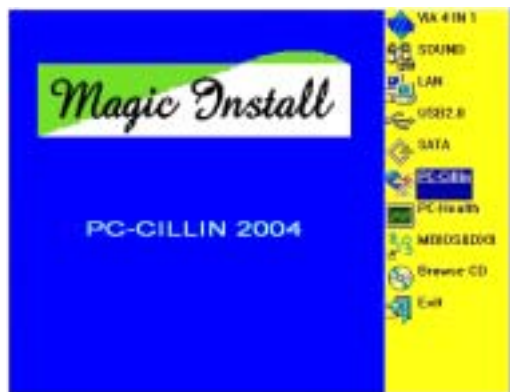 Magic Install
PC-CILLIN 2004
VIA 4 IN 1
SOUND
LAN
USB2.0
SATA
PC-Cillin
PC-Health
Browse CD
Exit